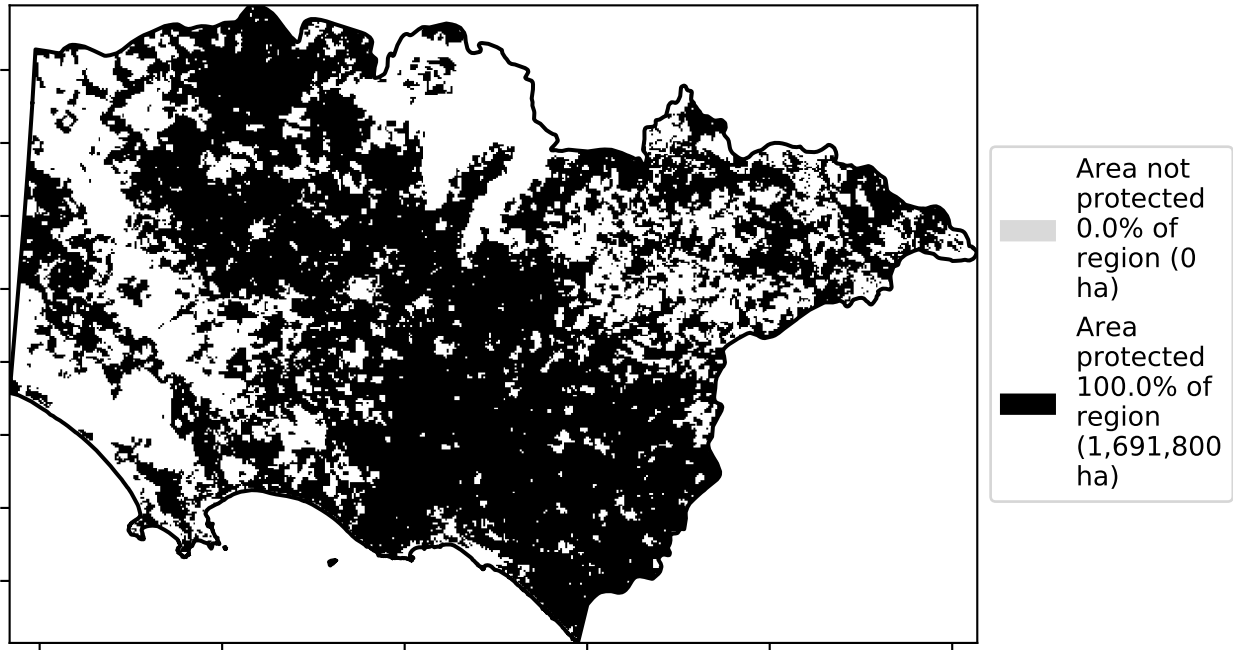 Area not
protected
0.0% of
region (0
ha)
Area
protected
100.0% of
region
(1,691,800
ha)